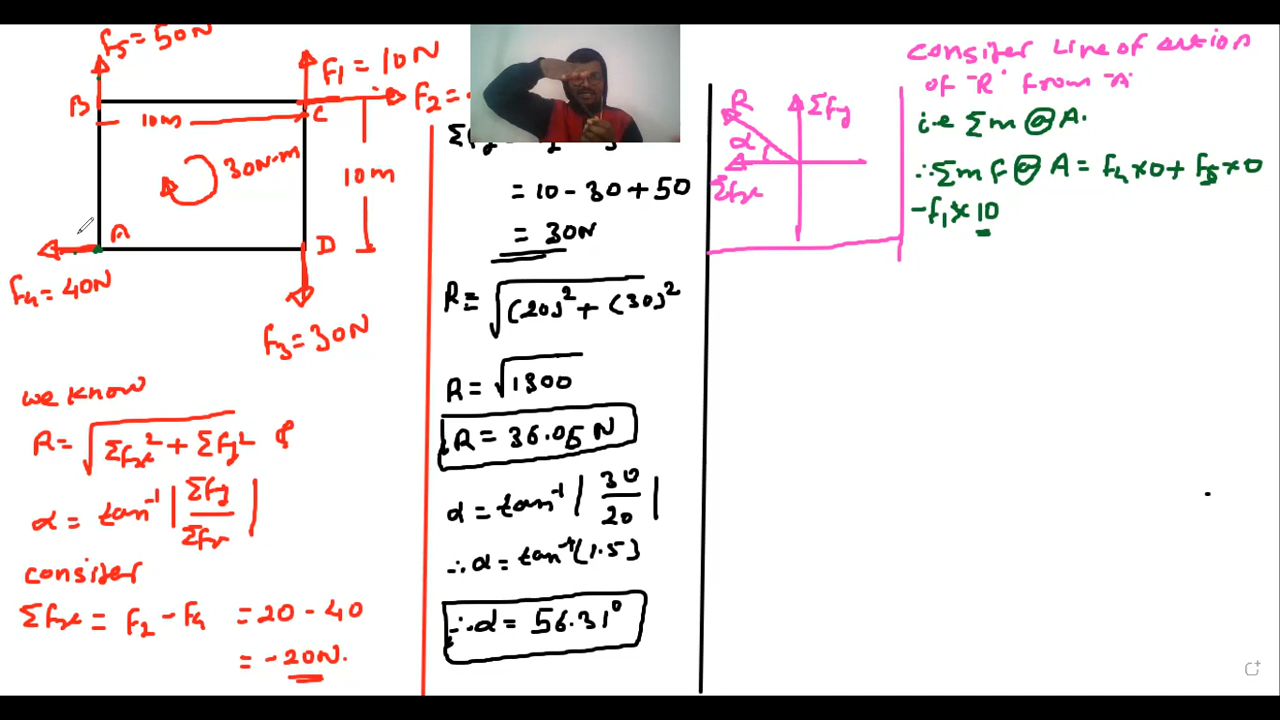 f5 = 50N
F1 = 10N
B
10m
C
F2 =
30N·m
10m
A
D
f4 = 40N
f3 = 30N
we know
R = √Σfx² + Σfy² &
α = tan⁻¹ | Σfy / Σfx |
consider
Σfx = F2 - F4 = 20 - 40
= -20N.
= 10 - 30 + 50
= 30N
R = √(20)² + (30)²
R = √1300
R = 36.05 N
α = tan⁻¹ | 30 / 20 |
∴ α = tan⁻¹(1.5)
∴ α = 56.31°
R
Σfy
α
Σfx
Consider Line of action
of "R" from "A"
i.e Σm @ A.
∴ Σm F @ A = f4 × 0 + f5 × 0
- f1 × 10